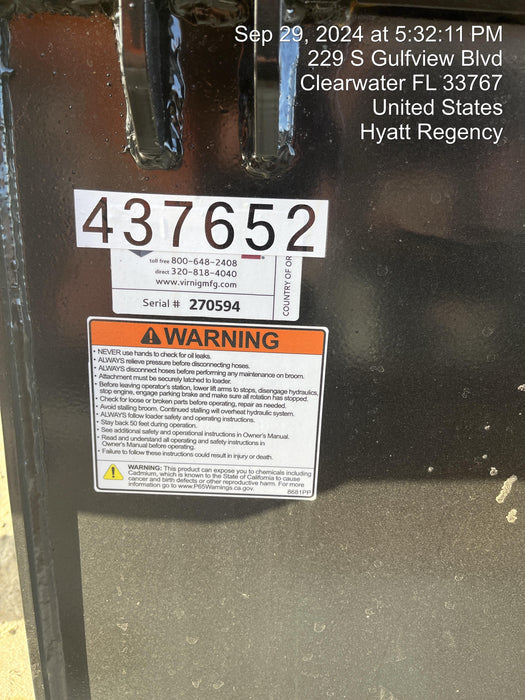 Sep 29, 2024 at 5:32:11 PM
229 S Gulfview Blvd
Clearwater FL 33767
United States
Hyatt Regency
437652
toll free 800-648-2408
direct 320-818-4040
www.virnigmfg.com
Serial # 270594
COUNTRY OF OR
WARNING
• NEVER use hands to check for oil leaks.
• ALWAYS relieve pressure before disconnecting hoses.
• ALWAYS disconnect hoses before performing any maintenance on broom.
• Attachment must be securely latched to loader.
• Before leaving operator's station, lower lift arms to stops, disengage hydraulics,
stop engine, engage parking brake and make sure all rotation has stopped.
• Check for loose or broken parts before operating, repair as needed.
• Avoid stalling broom. Continued stalling will overheat hydraulic system.
• ALWAYS follow loader safety and operating instructions.
• Stay back 50 feet during operation.
• See additional safety and operational instructions in Owner's Manual.
• Read and understand all operating and safety instructions in
Owner's Manual before operating.
• Failure to follow these instructions could result in injury or death.
WARNING: This product can expose you to chemicals including
Cadmium, which is known to the State of California to cause
cancer and birth defects or other reproductive harm. For more
information go to www.P65Warnings.ca.gov.
8681PP